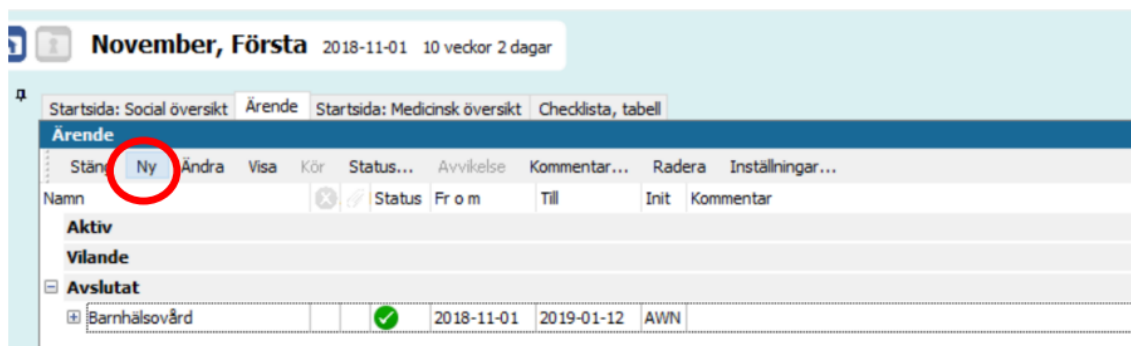 November, Första 2018-11-01 10 veckor 2 dagar
Startsida: Social översikt Ärende Startsida: Medicinsk översikt Checklista, tabell
Ärende
Stäng Ny Ändra Visa Kör Status... Avvikelse Kommentar... Radera Inställningar...
Namn Status Fr o m Till Init Kommentar
Aktiv
Vilande
Avslutat
Barnhälsovård 2018-11-01 2019-01-12 AWN